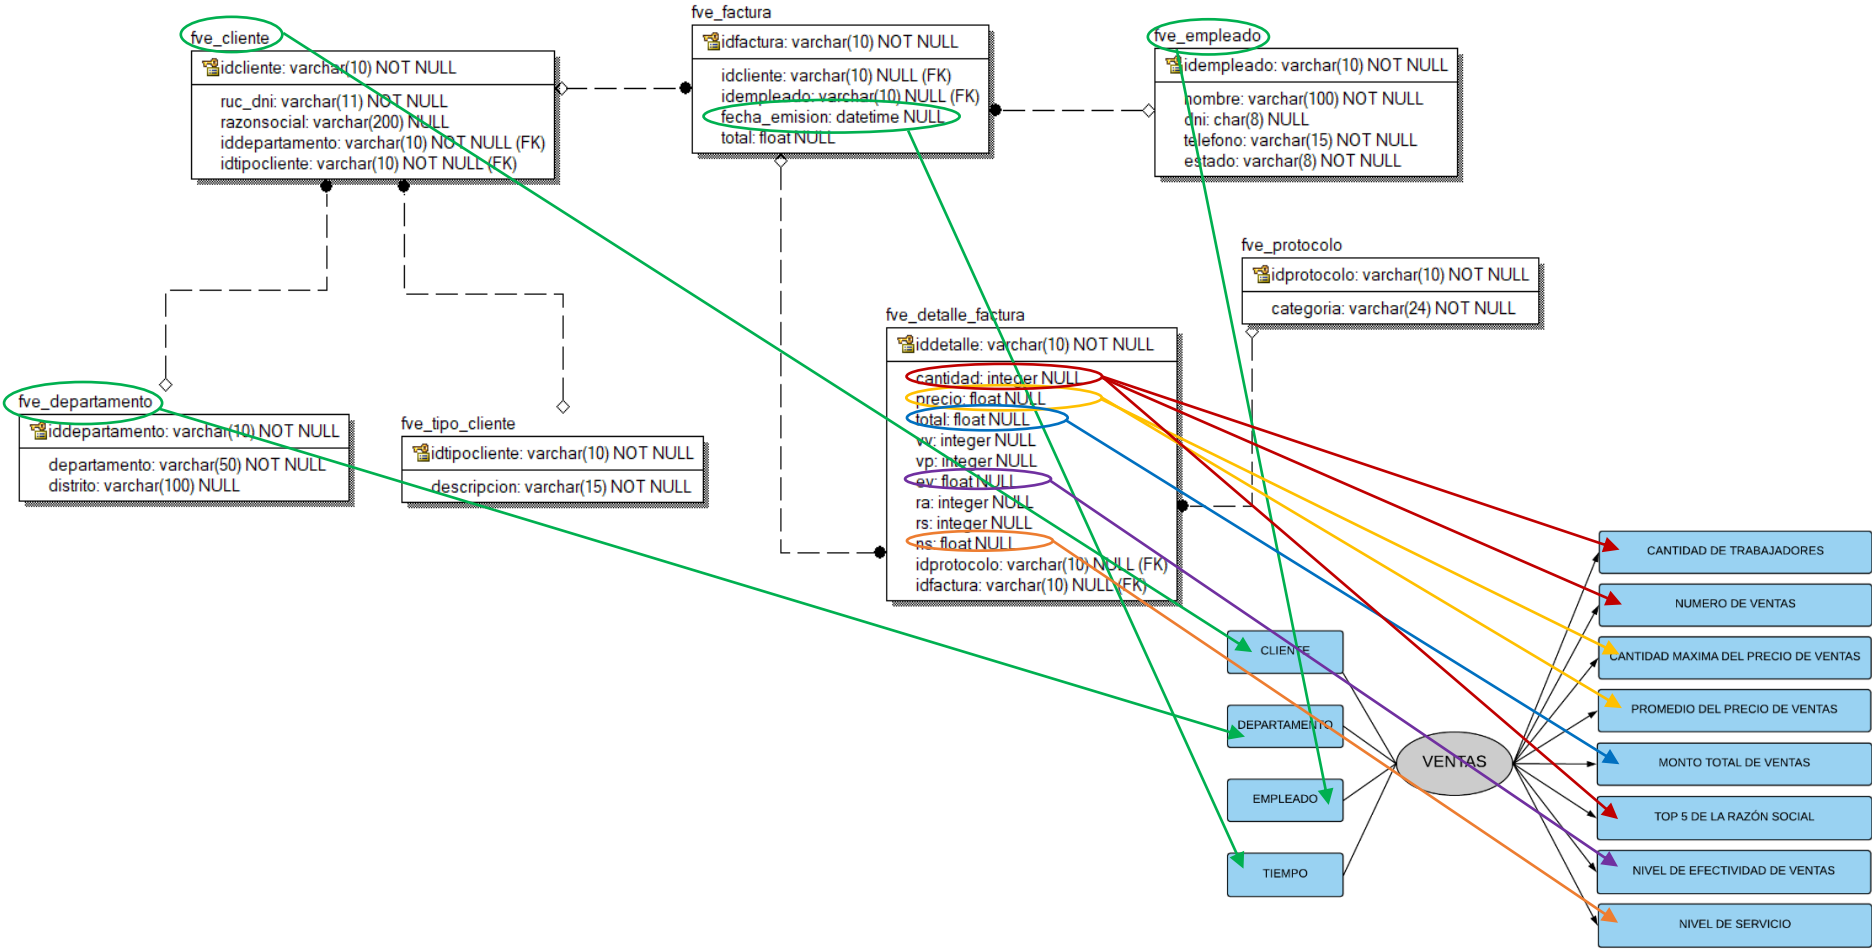 fve_cliente
idcliente: varchar(10) NOT NULL
ruc_dni: varchar(11) NOT NULL
razonsocial: varchar(200) NULL
iddepartamento: varchar(10) NOT NULL (FK)
idtipocliente: varchar(10) NOT NULL (FK)
fve_factura
idfactura: varchar(10) NOT NULL
idcliente: varchar(10) NULL (FK)
idempleado: varchar(10) NULL (FK)
fecha_emision: datetime NULL
total: float NULL
fve_empleado
idempleado: varchar(10) NOT NULL
nombre: varchar(100) NOT NULL
dni: char(8) NULL
telefono: varchar(15) NOT NULL
estado: varchar(8) NOT NULL
fve_protocolo
idprotocolo: varchar(10) NOT NULL
categoria: varchar(24) NOT NULL
fve_departamento
iddepartamento: varchar(10) NOT NULL
departamento: varchar(50) NOT NULL
distrito: varchar(100) NULL
fve_tipo_cliente
idtipocliente: varchar(10) NOT NULL
descripcion: varchar(15) NOT NULL
fve_detalle_factura
iddetalle: varchar(10) NOT NULL
cantidad: integer NULL
precio: float NULL
total: float NULL
vv: integer NULL
vp: integer NULL
ev: float NULL
ra: integer NULL
rs: integer NULL
ns: float NULL
idprotocolo: varchar(10) NULL (FK)
idfactura: varchar(10) NULL (FK)
CLIENTE
DEPARTAMENTO
EMPLEADO
TIEMPO
VENTAS
CANTIDAD DE TRABAJADORES
NUMERO DE VENTAS
CANTIDAD MAXIMA DEL PRECIO DE VENTAS
PROMEDIO DEL PRECIO DE VENTAS
MONTO TOTAL DE VENTAS
TOP 5 DE LA RAZÓN SOCIAL
NIVEL DE EFECTIVIDAD DE VENTAS
NIVEL DE SERVICIO